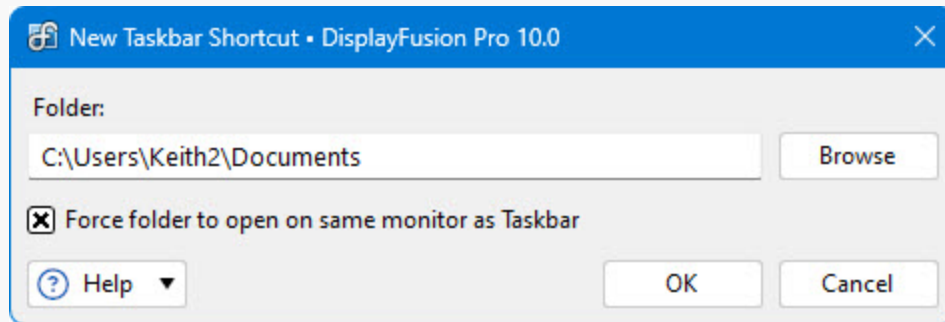 New Taskbar Shortcut • DisplayFusion Pro 10.0
Folder:
C:\Users\Keith2\Documents
Browse
Force folder to open on same monitor as Taskbar
Help
OK
Cancel